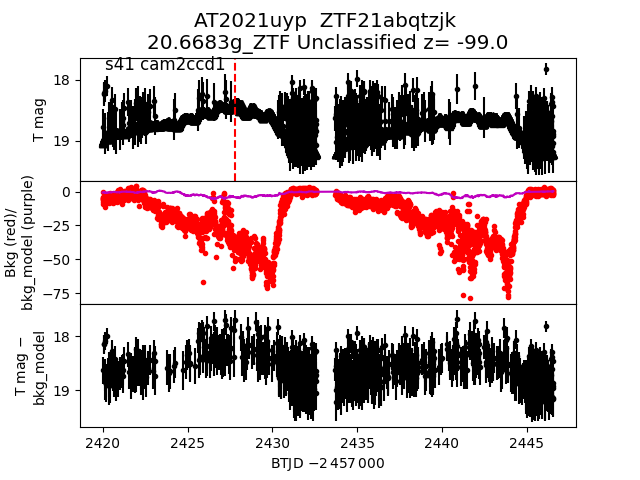 AT2021uyp  ZTF21abqtzjk
20.6683g_ZTF Unclassified z= -99.0
s41 cam2ccd1
18
19
T mag
0
−25
−50
−75
Bkg (red)/
bkg_model (purple)
18
19
T mag −
bkg_model
2420 2425 2430 2435 2440 2445
BTJD −2 457 000